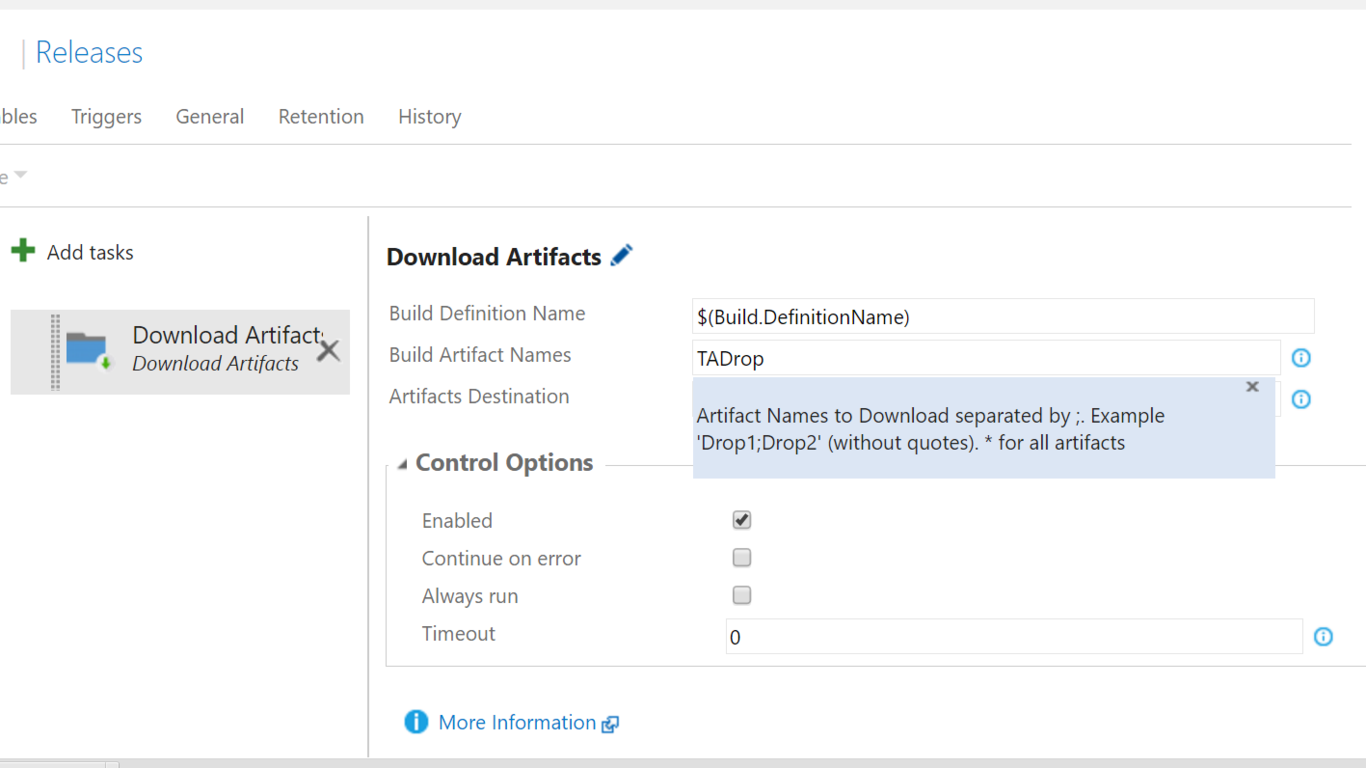 Releases
bles Triggers General Retention History
e
Add tasks
Download Artifact
Download Artifacts
Download Artifacts
Build Definition Name $(Build.DefinitionName)
Build Artifact Names TADrop
Artifacts Destination
Artifact Names to Download separated by ;. Example
'Drop1;Drop2' (without quotes). * for all artifacts
Control Options
Enabled
Continue on error
Always run
Timeout 0
More Information